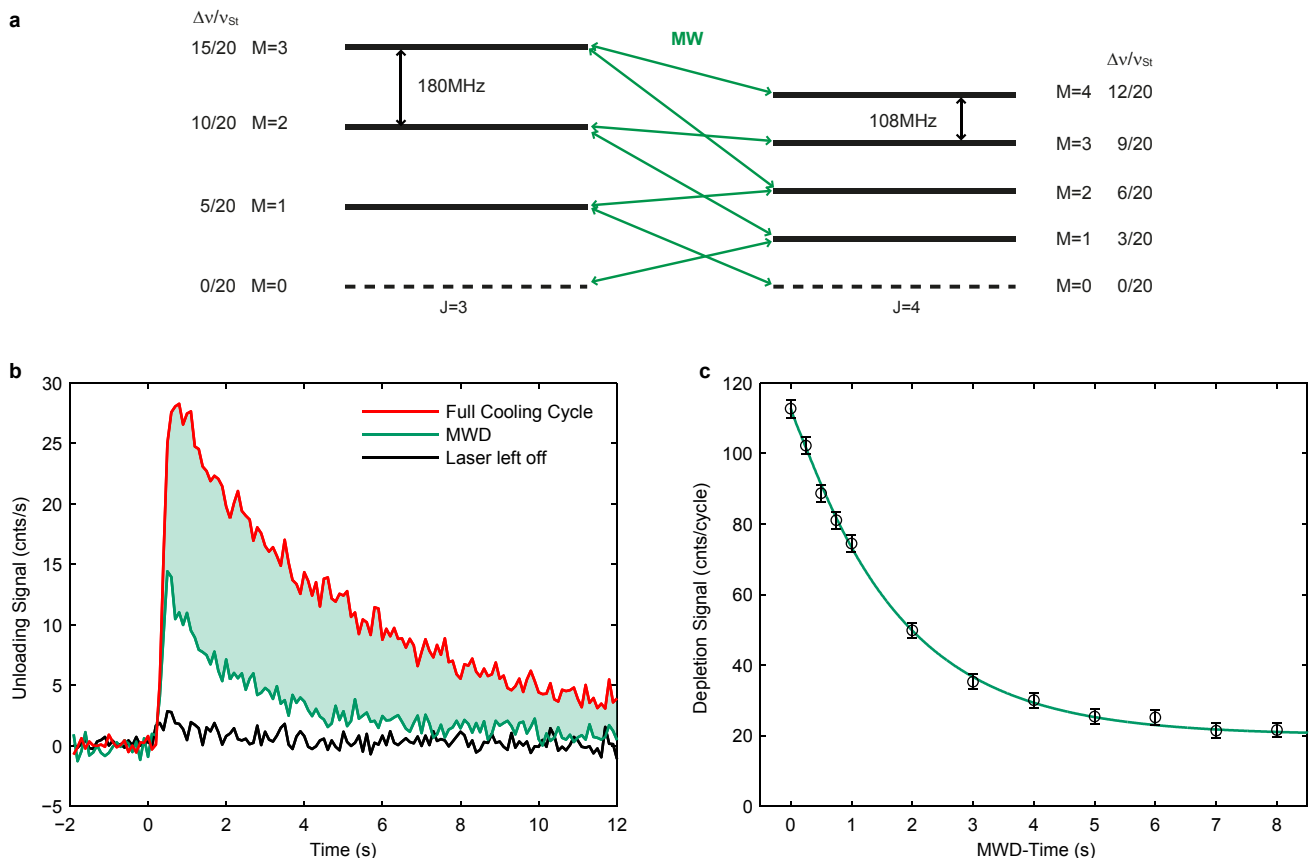 a
Δν/νSt
15/20 M=3
10/20 M=2
5/20 M=1
0/20 M=0
180MHz
J=3
MW
108MHz
J=4
Δν/νSt
M=4 12/20
M=3 9/20
M=2 6/20
M=1 3/20
M=0 0/20
b
Unloading Signal (cnts/s)
30
25
20
15
10
5
0
−5
Full Cooling Cycle
MWD
Laser left off
−2 0 2 4 6 8 10 12
Time (s)
c
Depletion Signal (cnts/cycle)
120
100
80
60
40
20
0
0 1 2 3 4 5 6 7 8
MWD-Time (s)